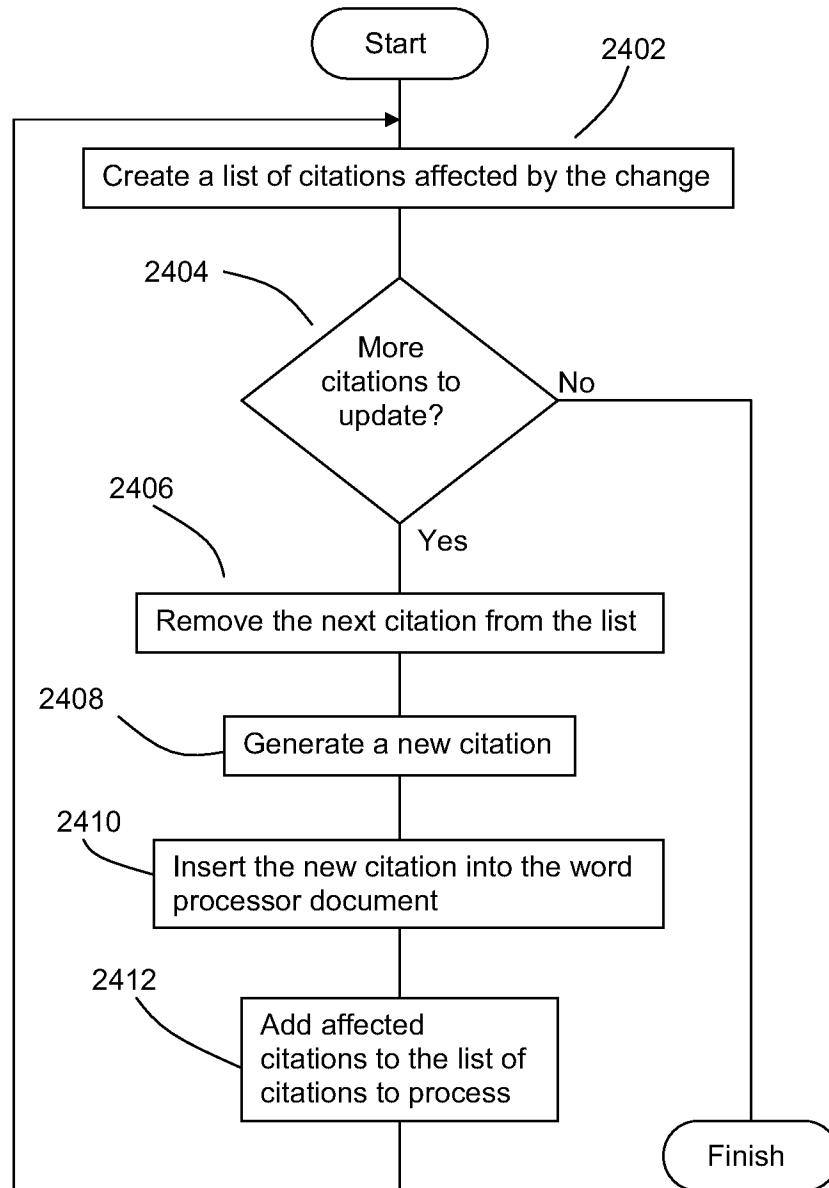 Start
2402
Create a list of citations affected by the change
2404
More
citations to
update?
No
2406
Yes
Remove the next citation from the list
2408
Generate a new citation
2410
Insert the new citation into the word
processor document
2412
Add affected
citations to the list of
citations to process
Finish